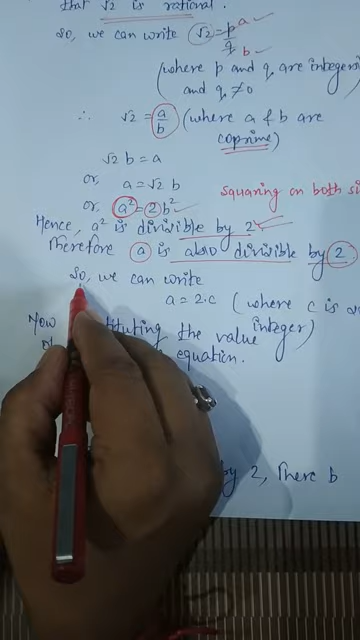 that √2 is rational.
So, we can write √2 = p/q a b
(where p and q are integers
and q ≠ 0
∴ √2 = a/b (where a & b are
coprime)
√2 b = a
or, a = √2 b squaring on both
or, a² = 2b²
Hence, a² is divisible by 2
Therefore a is also divisible by 2
So, we can write
a = 2·c (where c is
integer)
Now the value
equation.
by 2, There b